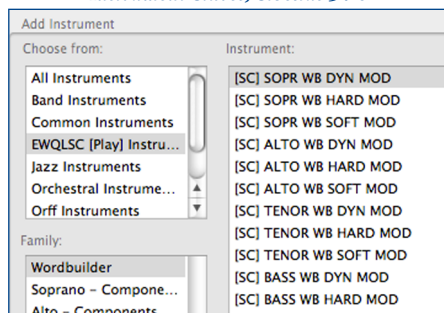 Add Instrument
Choose from:
All Instruments
Band Instruments
Common Instruments
EWQLSC [Play] Instru...
Jazz Instruments
Orchestral Instrume...
Orff Instruments
Family:
Wordbuilder
Soprano – Compone...
Alto – Components
Instrument:
[SC] SOPR WB DYN MOD
[SC] SOPR WB HARD MOD
[SC] SOPR WB SOFT MOD
[SC] ALTO WB DYN MOD
[SC] ALTO WB HARD MOD
[SC] ALTO WB SOFT MOD
[SC] TENOR WB DYN MOD
[SC] TENOR WB HARD MOD
[SC] TENOR WB SOFT MOD
[SC] BASS WB DYN MOD
[SC] BASS WB HARD MOD